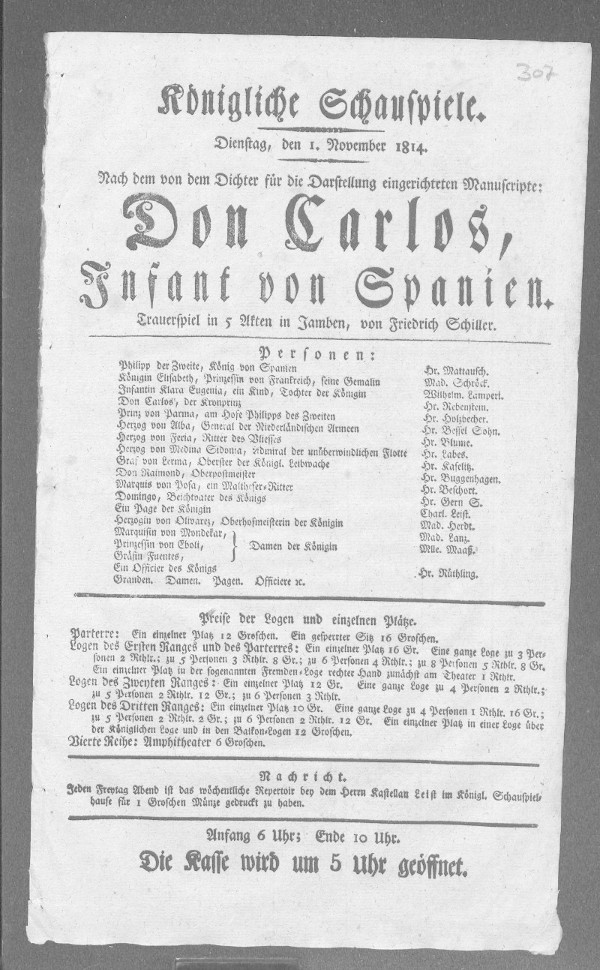 307
Königliche Schauspiele.
Dienstag, den 1. November 1814.
Nach dem von dem Dichter für die Darstellung eingerichteten Manuscripte:
Don Carlos,
Infant von Spanien.
Trauerspiel in 5 Akten in Jamben, von Friedrich Schiller.
Personen:
Philipp der Zweite, König von Spanien Hr. Mattausch.
Königin Elisabeth, Prinzessin von Frankreich, seine Gemalin Mad. Schröck.
Infantin Klara Eugenia, ein Kind, Tochter der Königin Wilhelm. Lamperi.
Don Carlos, der Kronprinz Hr. Rebenstein.
Prinz von Parma, am Hofe Philipps des Zweiten Hr. Holzbecher.
Herzog von Alba, General der Niederländischen Armeen Hr. Bessel Sohn.
Herzog von Feria, Ritter des Vliesses Hr. Blume.
Herzog von Medina Sidonia, Admiral der unüberwindlichen Flotte Hr. Labes.
Graf von Lerma, Oberster der Königl. Leibwache Hr. Kaselitz.
Don Raimond, Oberpostmeister Hr. Buggenhagen.
Marquis von Posa, ein Malthefer-Ritter Hr. Beschort.
Domingo, Beichtvater des Königs Hr. Gern S.
Ein Page der Königin Charl. Leist.
Herzogin von Olivarez, Oberhofmeisterin der Königin Mad. Herdt.
Marquisin von Mondekar, Mad. Lanz.
Prinzessin von Eboli, Damen der Königin
Gräfin Fuentes, Mlle. Maaß.
Ein Officier des Königs Hr. Rüthling.
Granden. Damen. Pagen. Officiere ꝛc.
Preise der Logen und einzelnen Plätze.
Parterre: Ein einzelner Platz 12 Groschen. Ein gesperrter Sitz 16 Groschen.
Logen des Ersten Ranges und des Parterres: Ein einzelner Platz 16 Gr. Eine ganze Loge zu 3 Per-
sonen 2 Rthlr.; zu 5 Personen 3 Rthlr. 8 Gr.; zu 6 Personen 4 Rthlr.; zu 8 Personen 5 Rthlr. 8 Gr.
Ein einzelner Platz in der sogenannten Fremden-Loge rechter Hand zunächst am Theater 1 Rthlr.
Logen des Zweyten Ranges: Ein einzelner Platz 12 Gr. Eine ganze Loge zu 4 Personen 2 Rthlr.;
zu 5 Personen 2 Rthlr. 12 Gr.; zu 6 Personen 3 Rthlr.
Logen des Dritten Ranges: Ein einzelner Platz 10 Gr. Eine ganze Loge zu 4 Personen 1 Rthlr. 16 Gr.;
zu 5 Personen 2 Rthlr. 2 Gr.; zu 6 Personen 2 Rthlr. 12 Gr. Ein einzelner Platz in einer Loge über
der Königlichen Loge und in den Balkon-Logen 12 Groschen.
Vierte Reihe: Amphitheater 6 Groschen.
Nachricht.
Jeden Freytag Abend ist das wöchentliche Repertoir bey dem Herrn Kastellan Leist im Königl. Schauspiel-
hause für 1 Groschen Münze gedruckt zu haben.
Anfang 6 Uhr; Ende 10 Uhr.
Die Kasse wird um 5 Uhr geöffnet.